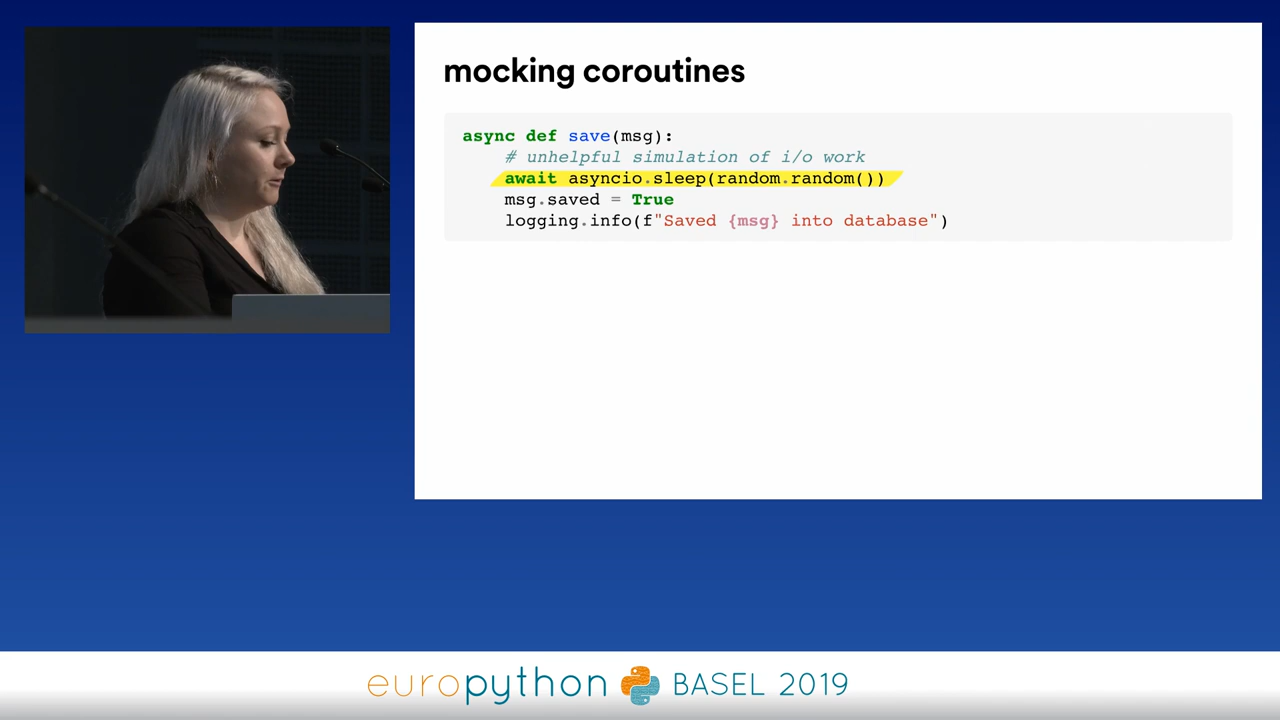 mocking coroutines
async def save(msg):
    # unhelpful simulation of i/o work
    await asyncio.sleep(random.random())
    msg.saved = True
    logging.info(f"Saved {msg} into database")
europython BASEL 2019